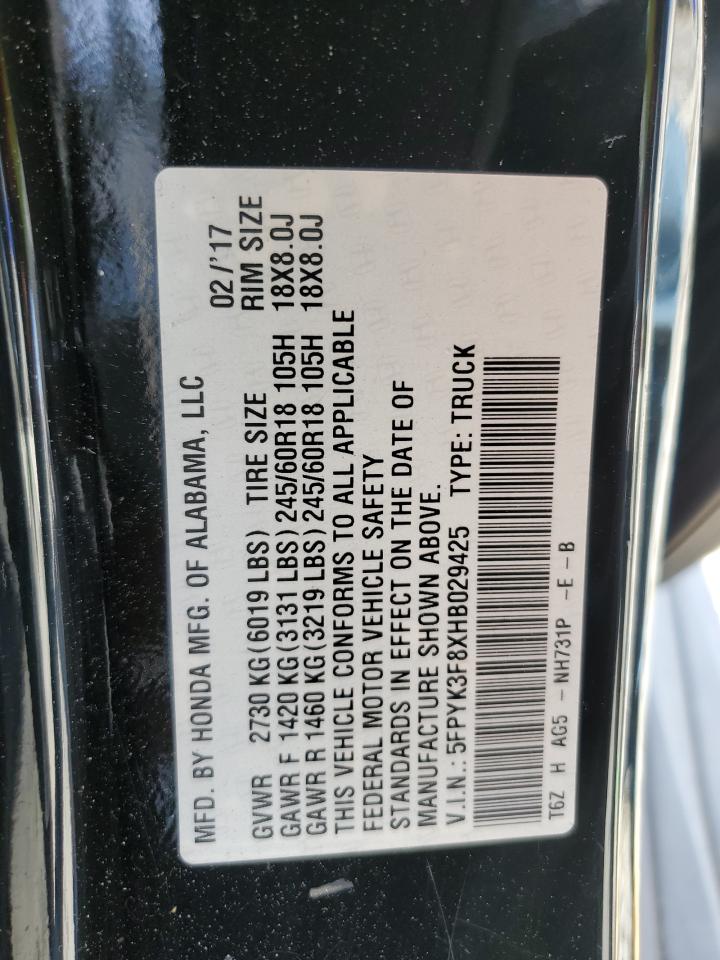 MFD. BY HONDA MFG. OF ALABAMA, LLC 02/'17
GVWR 2730 KG(6019 LBS) TIRE SIZE RIM SIZE
GAWR F 1420 KG(3131 LBS) 245/60R18 105H 18X8.0J
GAWR R 1460 KG(3219 LBS) 245/60R18 105H 18X8.0J
THIS VEHICLE CONFORMS TO ALL APPLICABLE
FEDERAL MOTOR VEHICLE SAFETY
STANDARDS IN EFFECT ON THE DATE OF
MANUFACTURE SHOWN ABOVE.
V.I.N.: 5FPYK3F8XHB029425 TYPE: TRUCK
T6Z H AG5 - NH731P -E -B